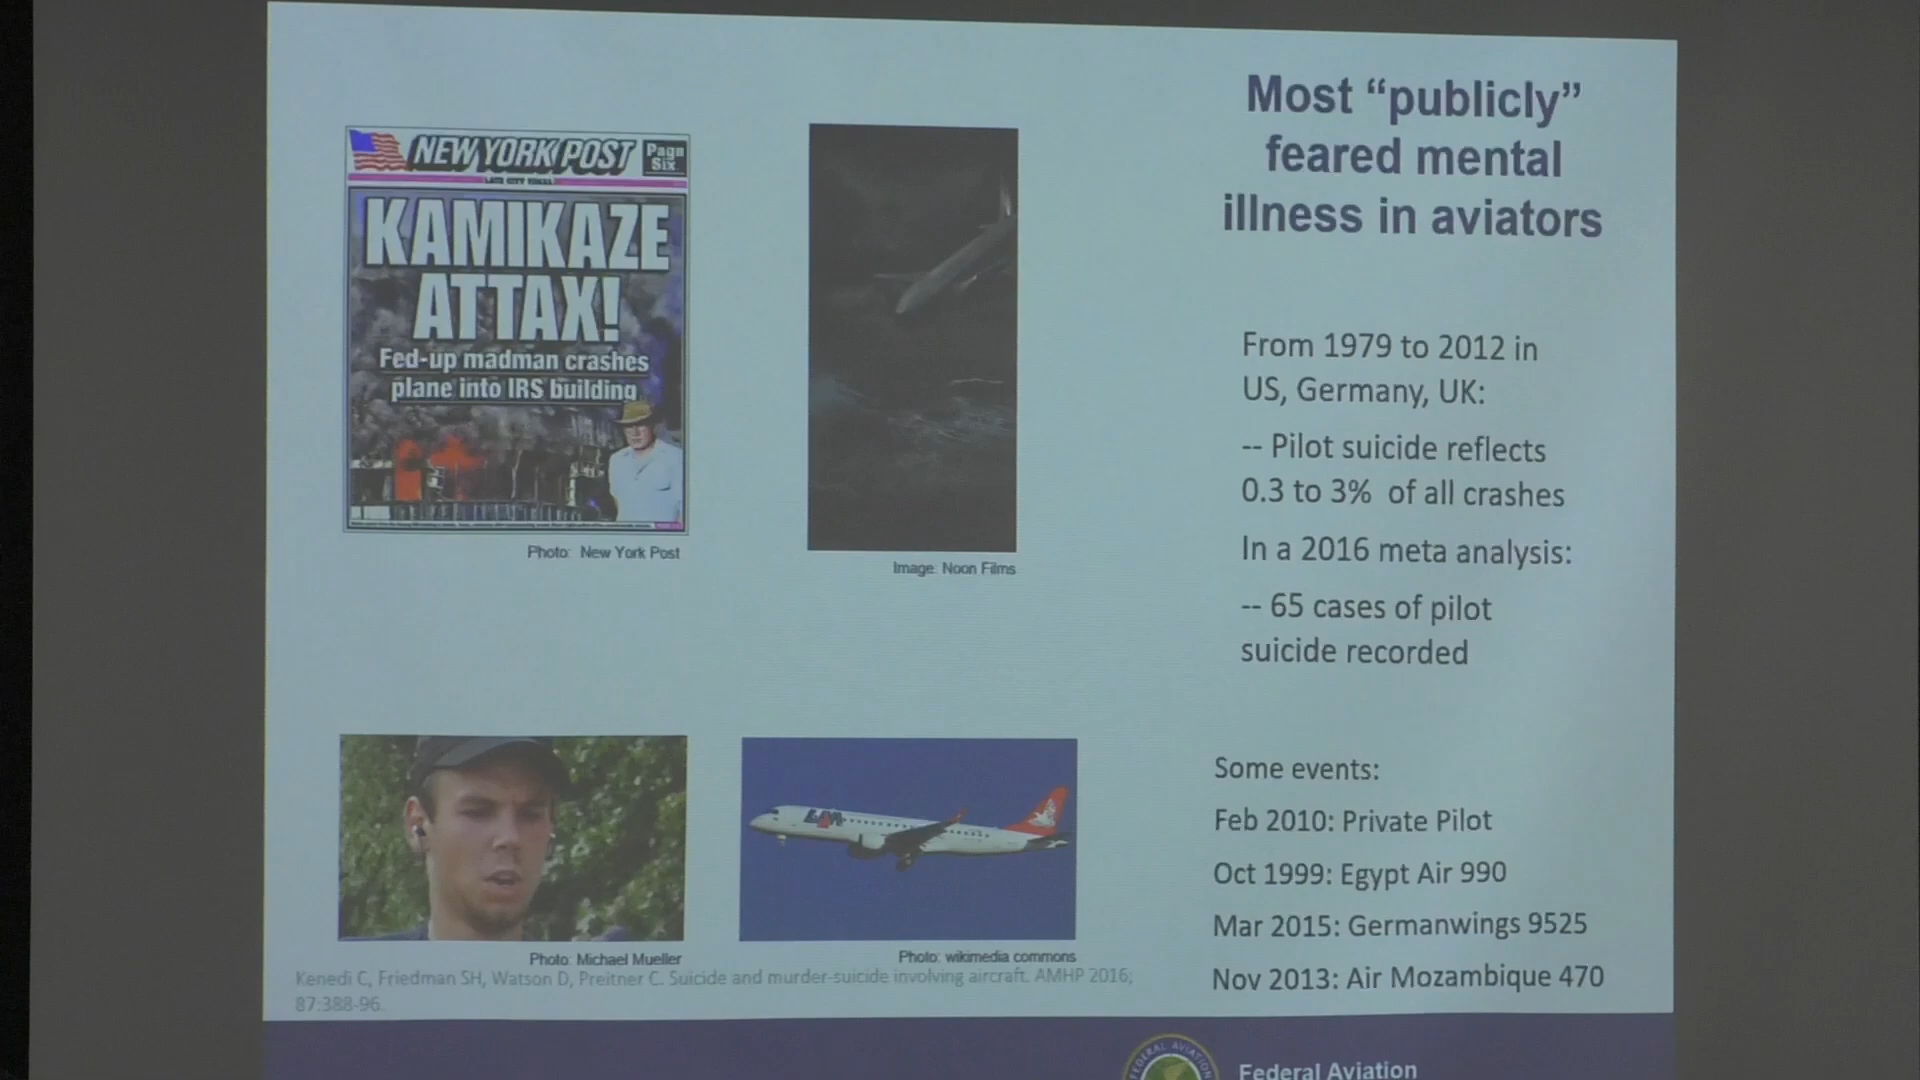 Most “publicly”
feared mental
illness in aviators
NEW YORK POST
Page
Six
LATE CITY FINAL
KAMIKAZE
ATTAX!
Fed-up madman crashes
plane into IRS building
Photo: New York Post
Image: Noon Films
From 1979 to 2012 in
US, Germany, UK:
-- Pilot suicide reflects
0.3 to 3% of all crashes
In a 2016 meta analysis:
-- 65 cases of pilot
suicide recorded
LAM
Photo: Michael Mueller
Photo: wikimedia commons
Some events:
Feb 2010: Private Pilot
Oct 1999: Egypt Air 990
Mar 2015: Germanwings 9525
Nov 2013: Air Mozambique 470
Kenedi C, Friedman SH, Watson D, Preitner C. Suicide and murder-suicide involving aircraft. AMHP 2016;
87:388-96.
FEDERAL AVIATION
Federal Aviation